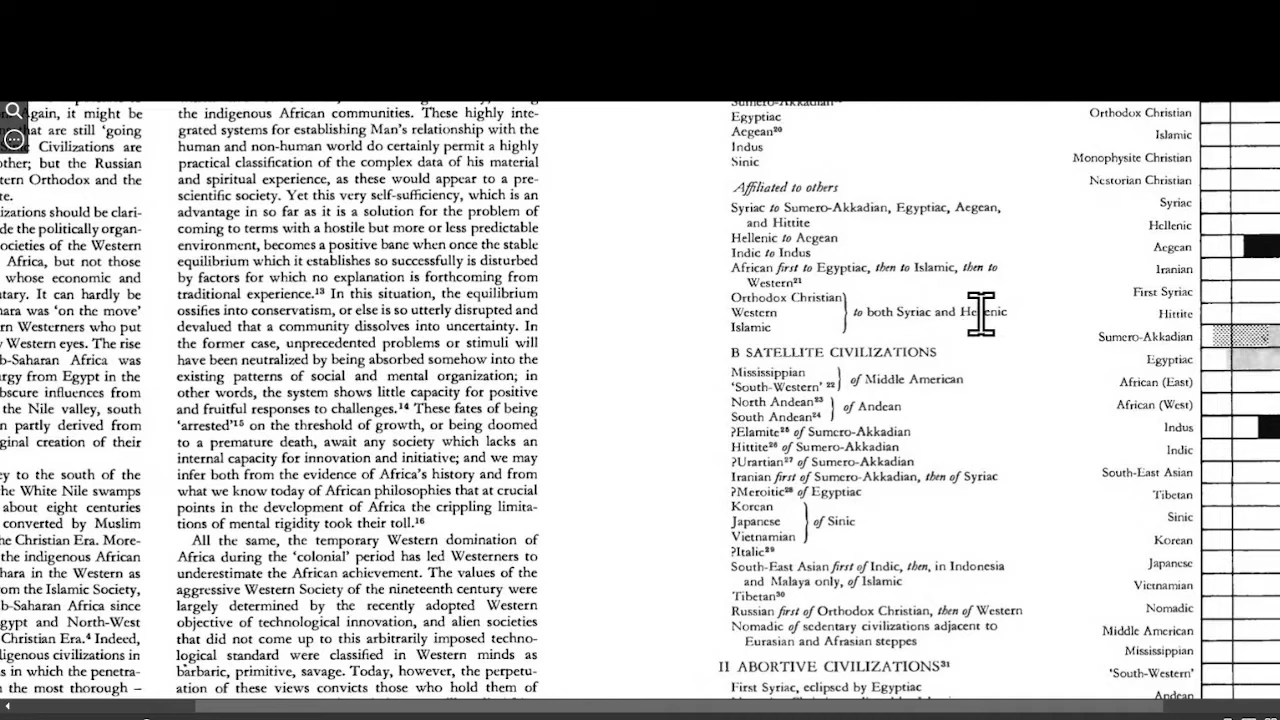 Again, it might be
that are still 'going
Civilizations are
other; but the Russian
tern Orthodox and the
te.
izations should be clari-
de the politically organ-
ocieties of the Western
Africa, but not those
whose economic and
tary. It can hardly be
hara was 'on the move'
rn Westerners who put
y Western eyes. The rise
b-Saharan Africa was
rgy from Egypt in the
bscure influences from
the Nile valley, south
n partly derived from
ginal creation of their
ey to the south of the
he White Nile swamps
about eight centuries
converted by Muslim
he Christian Era. More-
the indigenous African
hara in the Western as
om the Islamic Society,
b-Saharan Africa since
gypt and North-West
Christian Era.⁴ Indeed,
ligenous civilizations in
s in which the penetra-
n the most thorough –
the indigenous African communities. These highly inte-
grated systems for establishing Man's relationship with the
human and non-human world do certainly permit a highly
practical classification of the complex data of his material
and spiritual experience, as these would appear to a pre-
scientific society. Yet this very self-sufficiency, which is an
advantage in so far as it is a solution for the problem of
coming to terms with a hostile but more or less predictable
environment, becomes a positive bane when once the stable
equilibrium which it establishes so successfully is disturbed
by factors for which no explanation is forthcoming from
traditional experience.¹³ In this situation, the equilibrium
ossifies into conservatism, or else is so utterly disrupted and
devalued that a community dissolves into uncertainty. In
the former case, unprecedented problems or stimuli will
have been neutralized by being absorbed somehow into the
existing patterns of social and mental organization; in
other words, the system shows little capacity for positive
and fruitful responses to challenges.¹⁴ These fates of being
'arrested'¹⁵ on the threshold of growth, or being doomed
to a premature death, await any society which lacks an
internal capacity for innovation and initiative; and we may
infer both from the evidence of Africa's history and from
what we know today of African philosophies that at crucial
points in the development of Africa the crippling limita-
tions of mental rigidity took their toll.¹⁶
All the same, the temporary Western domination of
Africa during the 'colonial' period has led Westerners to
underestimate the African achievement. The values of the
aggressive Western Society of the nineteenth century were
largely determined by the recently adopted Western
objective of technological innovation, and alien societies
that did not come up to this arbitrarily imposed techno-
logical standard were classified in Western minds as
barbaric, primitive, savage. Today, however, the perpetu-
ation of these views convicts those who hold them of
Sumero-Akkadian
Egyptiac
Aegean²⁰
Indus
Sinic
Affiliated to others
Syriac to Sumero-Akkadian, Egyptiac, Aegean,
and Hittite
Hellenic to Aegean
Indic to Indus
African first to Egyptiac, then to Islamic, then to
Western²¹
Orthodox Christian
Western
Islamic
to both Syriac and Hellenic
B SATELLITE CIVILIZATIONS
Mississippian
'South-Western' ²²
of Middle American
North Andean²³
South Andean²⁴
of Andean
?Elamite²⁵ of Sumero-Akkadian
Hittite²⁶ of Sumero-Akkadian
?Urartian²⁷ of Sumero-Akkadian
Iranian first of Sumero-Akkadian, then of Syriac
?Meroitic²⁸ of Egyptiac
Korean
Japanese
Vietnamian
of Sinic
?Italic²⁹
South-East Asian first of Indic, then, in Indonesia
and Malaya only, of Islamic
Tibetan³⁰
Russian first of Orthodox Christian, then of Western
Nomadic of sedentary civilizations adjacent to
Eurasian and Afrasian steppes
II ABORTIVE CIVILIZATIONS³¹
First Syriac, eclipsed by Egyptiac
Orthodox Christian
Islamic
Monophysite Christian
Nestorian Christian
Syriac
Hellenic
Aegean
Iranian
First Syriac
Hittite
Sumero-Akkadian
Egyptiac
African (East)
African (West)
Indus
Indic
South-East Asian
Tibetan
Sinic
Korean
Japanese
Vietnamian
Nomadic
Middle American
Mississippian
'South-Western'
Andean